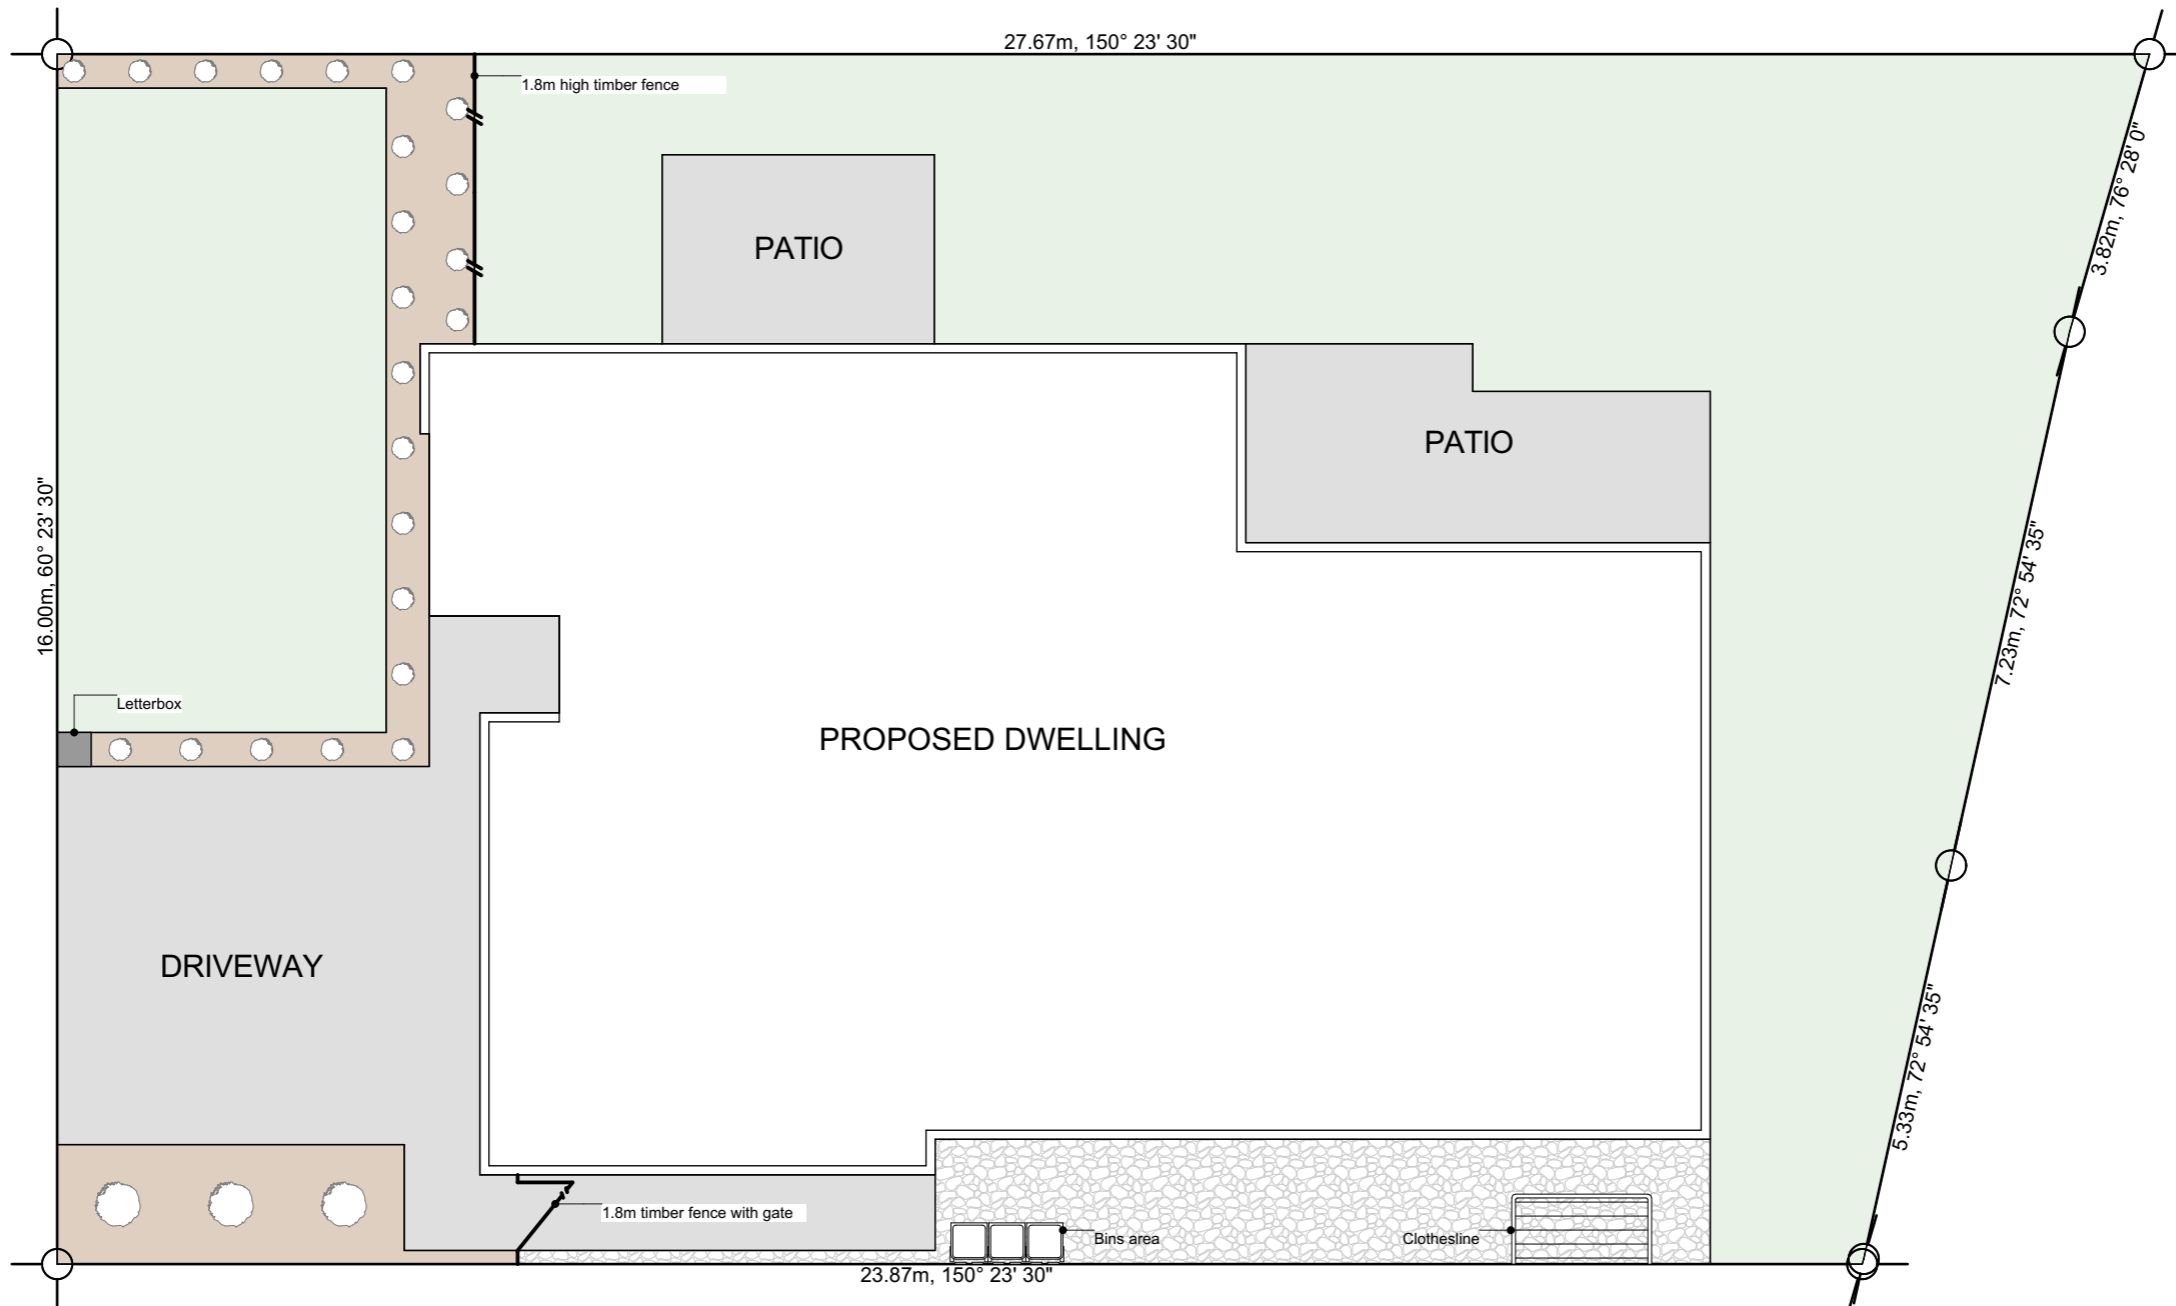 27.67m, 150° 23' 30"
1.8m high timber fence
3.82m, 76° 28' 0"
PATIO
PATIO
16.00m, 60° 23' 30"
7.23m, 72° 54' 35"
Letterbox
PROPOSED DWELLING
DRIVEWAY
5.33m, 72° 54' 35"
1.8m timber fence with gate
Bins area
Clothesline
23.87m, 150° 23' 30"